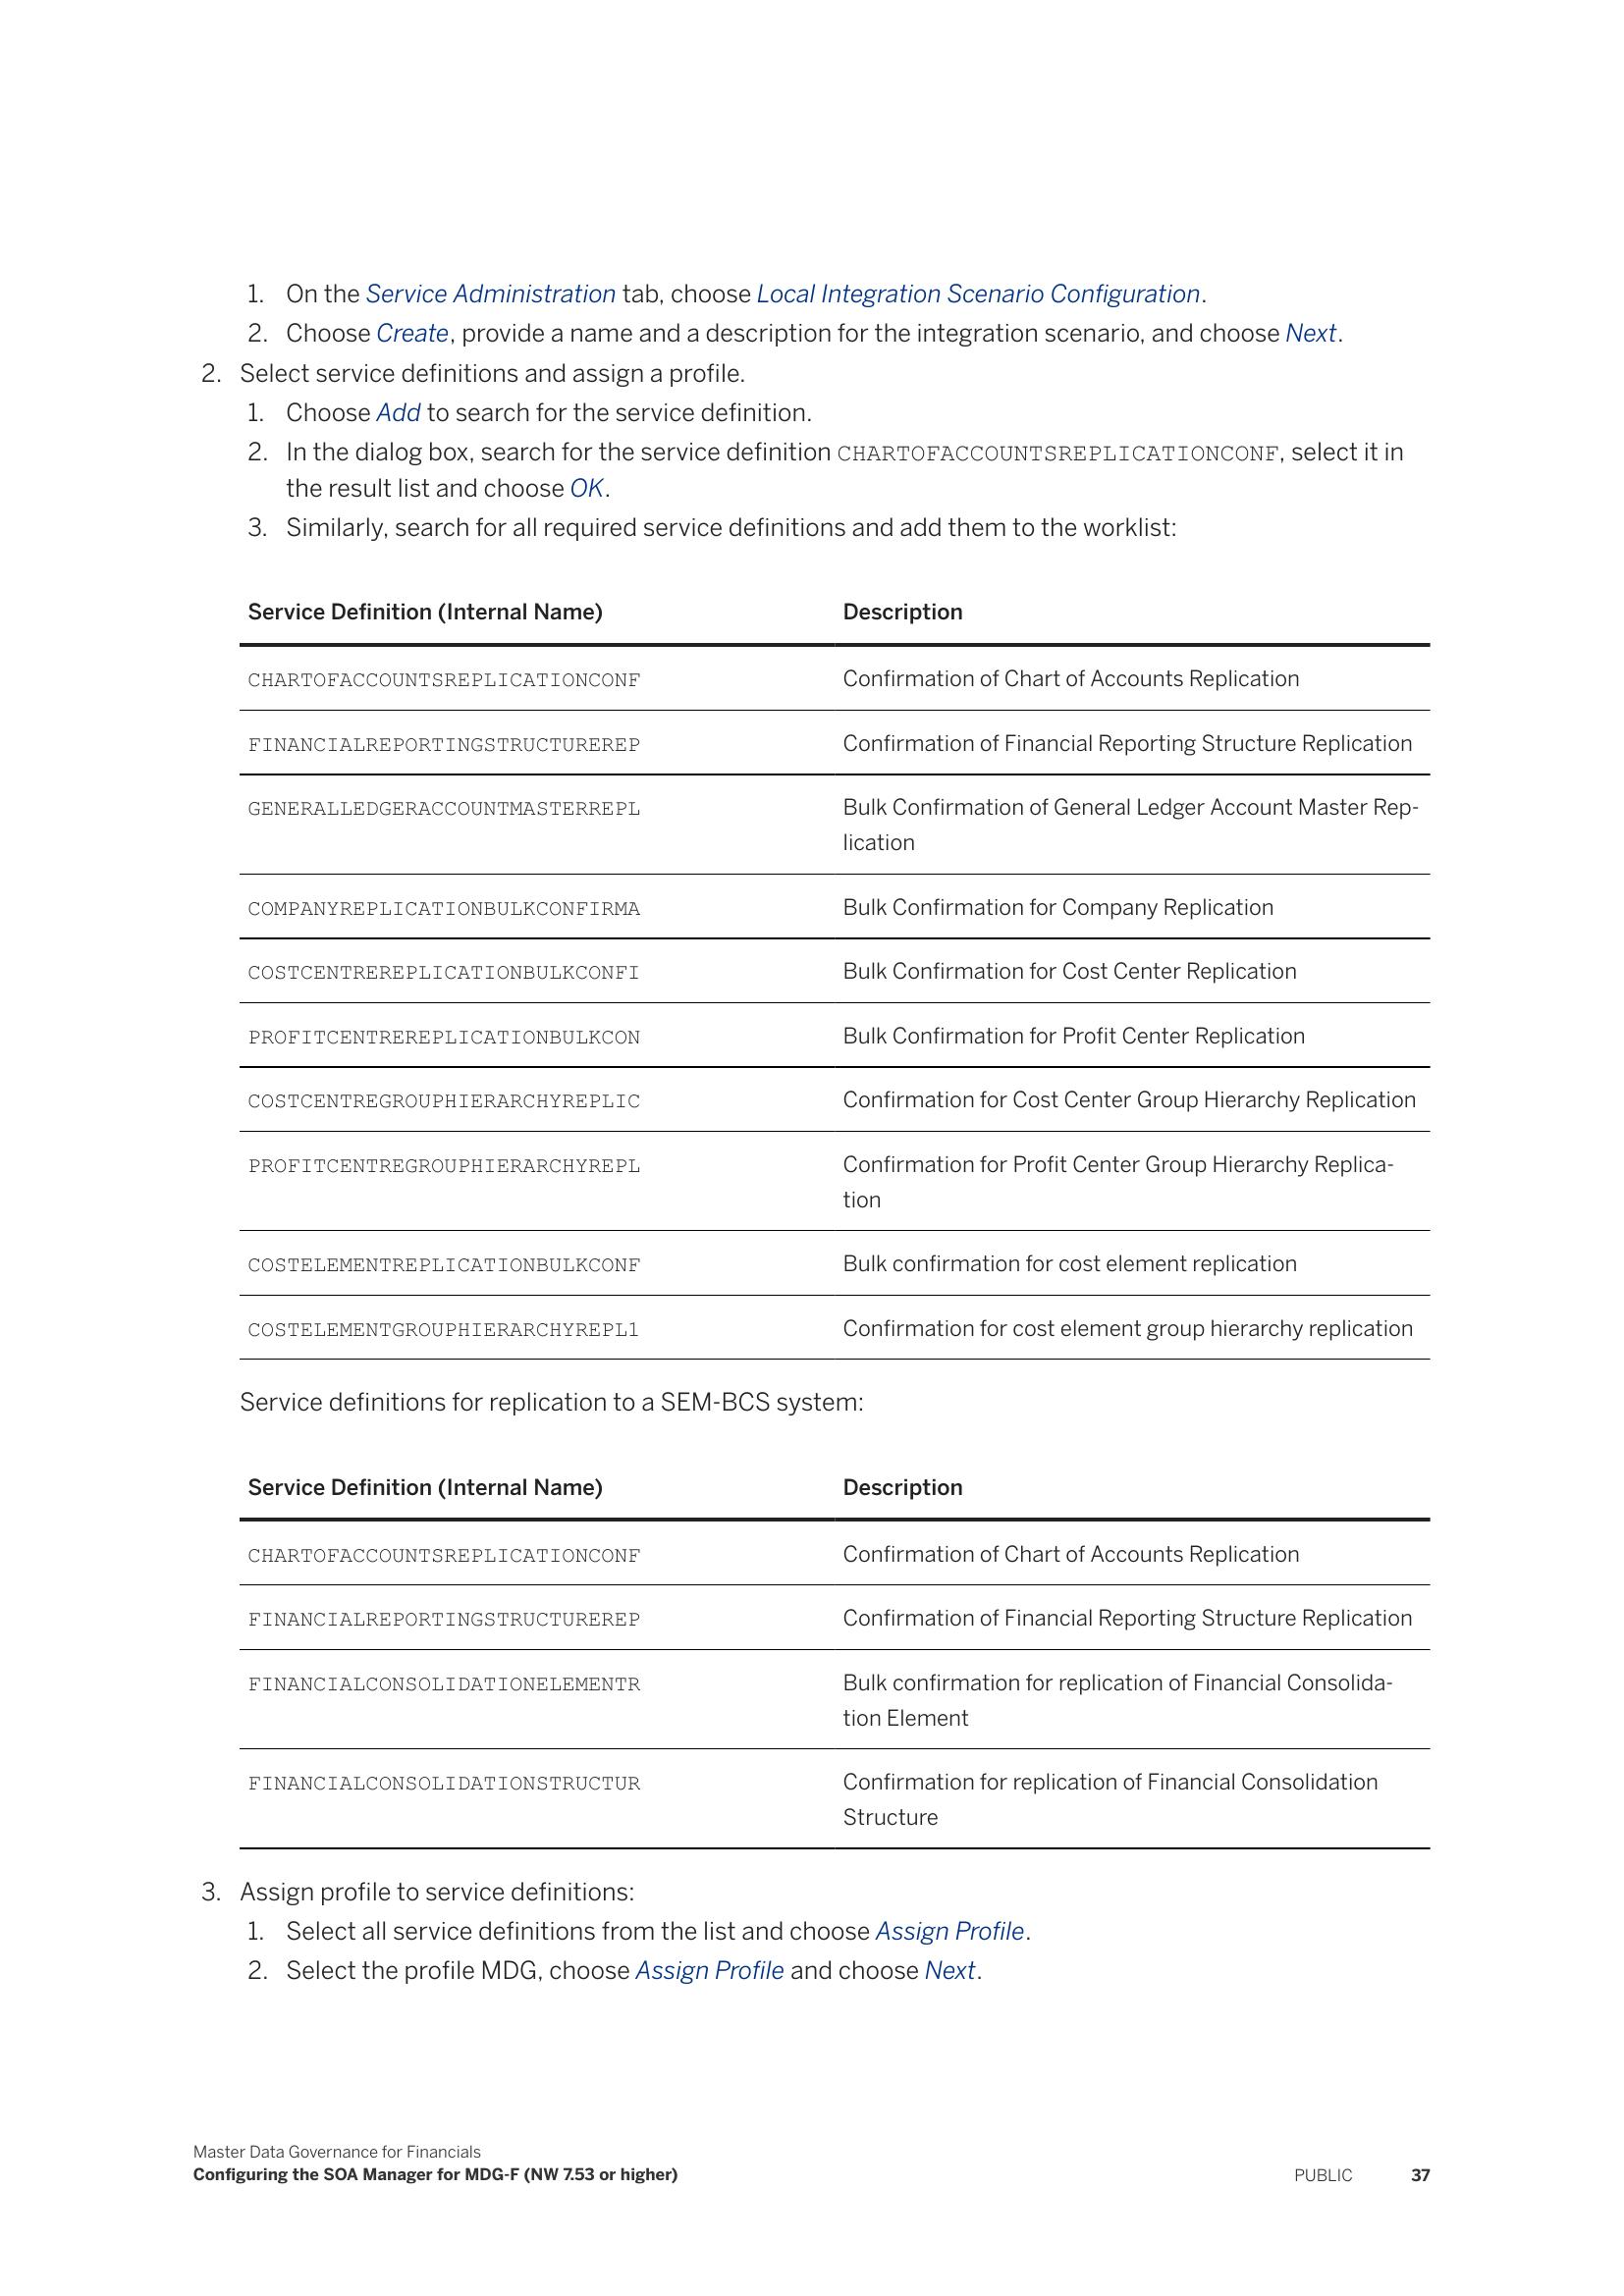 1. On the Service Administration tab, choose Local Integration Scenario Configuration.
2. Choose Create, provide a name and a description for the integration scenario, and choose Next.
2. Select service definitions and assign a profile.
1. Choose Add to search for the service definition.
2. In the dialog box, search for the service definition CHARTOFACCOUNTSREPLICATIONCONF, select it in
the result list and choose OK.
3. Similarly, search for all required service definitions and add them to the worklist:
Service Definition (Internal Name) Description
CHARTOFACCOUNTSREPLICATIONCONF Confirmation of Chart of Accounts Replication
FINANCIALREPORTINGSTRUCTUREREP Confirmation of Financial Reporting Structure Replication
GENERALLEDGERACCOUNTMASTERREPL Bulk Confirmation of General Ledger Account Master Rep-
lication
COMPANYREPLICATIONBULKCONFIRMA Bulk Confirmation for Company Replication
COSTCENTREREPLICATIONBULKCONFI Bulk Confirmation for Cost Center Replication
PROFITCENTREREPLICATIONBULKCON Bulk Confirmation for Profit Center Replication
COSTCENTREGROUPHIERARCHYREPLIC Confirmation for Cost Center Group Hierarchy Replication
PROFITCENTREGROUPHIERARCHYREPL Confirmation for Profit Center Group Hierarchy Replica-
tion
COSTELEMENTREPLICATIONBULKCONF Bulk confirmation for cost element replication
COSTELEMENTGROUPHIERARCHYREPL1 Confirmation for cost element group hierarchy replication
Service definitions for replication to a SEM-BCS system:
Service Definition (Internal Name) Description
CHARTOFACCOUNTSREPLICATIONCONF Confirmation of Chart of Accounts Replication
FINANCIALREPORTINGSTRUCTUREREP Confirmation of Financial Reporting Structure Replication
FINANCIALCONSOLIDATIONELEMENTR Bulk confirmation for replication of Financial Consolida-
tion Element
FINANCIALCONSOLIDATIONSTRUCTUR Confirmation for replication of Financial Consolidation
Structure
3. Assign profile to service definitions:
1. Select all service definitions from the list and choose Assign Profile.
2. Select the profile MDG, choose Assign Profile and choose Next.
Master Data Governance for Financials
Configuring the SOA Manager for MDG-F (NW 7.53 or higher) PUBLIC 37